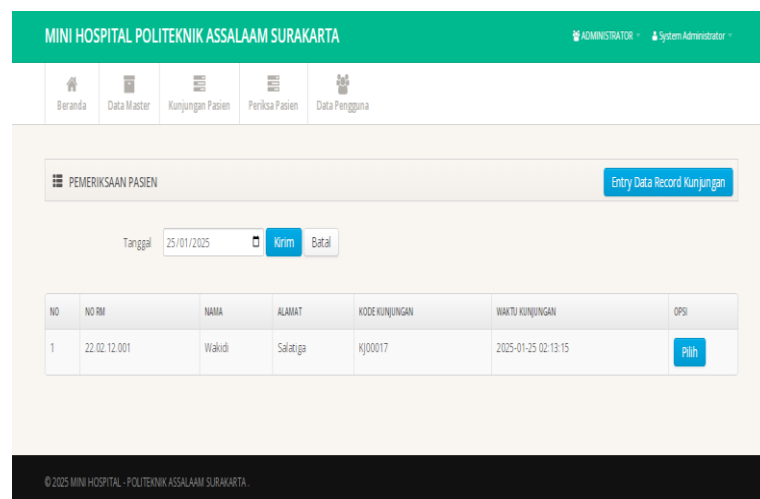 MINI HOSPITAL POLITEKNIK ASSALAAM SURAKARTA ADMINISTRATOR System Administrator
Beranda Data Master Kunjungan Pasien Periksa Pasien Data Pengguna
PEMERIKSAAN PASIEN Entry Data Record Kunjungan
Tanggal 25/01/2025 Kirim Batal
NO NO RM NAMA ALAMAT KODE KUNJUNGAN WAKTU KUNJUNGAN OPSI
1 22.02.12.001 Wakidi Salatiga KJ00017 2025-01-25 02:13:15 Pilih
© 2025 MINI HOSPITAL - POLITEKNIK ASSALAAM SURAKARTA .